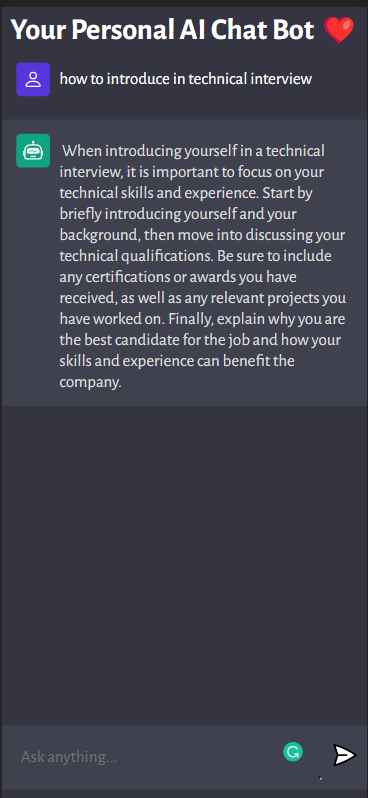 Your Personal AI Chat Bot ❤️
how to introduce in technical interview
When introducing yourself in a technical
interview, it is important to focus on your
technical skills and experience. Start by
briefly introducing yourself and your
background, then move into discussing your
technical qualifications. Be sure to include
any certifications or awards you have
received, as well as any relevant projects you
have worked on. Finally, explain why you are
the best candidate for the job and how your
skills and experience can benefit the
company.
Ask anything...